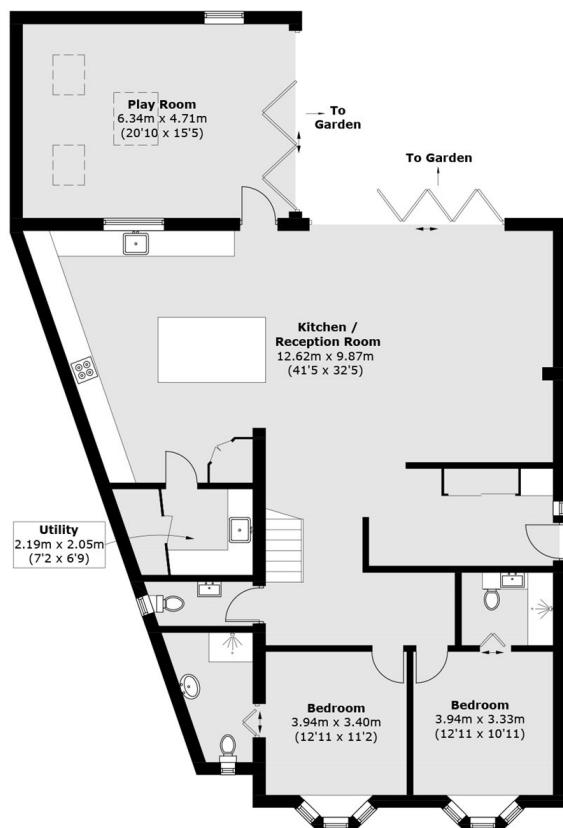 Play Room
6.34m x 4.71m
(20'10 x 15'5)
To
Garden
To Garden
Kitchen /
Reception Room
12.62m x 9.87m
(41'5 x 32'5)
Utility
2.19m x 2.05m
(7'2 x 6'9)
Bedroom
3.94m x 3.40m
(12'11 x 11'2)
Bedroom
3.94m x 3.33m
(12'11 x 10'11)